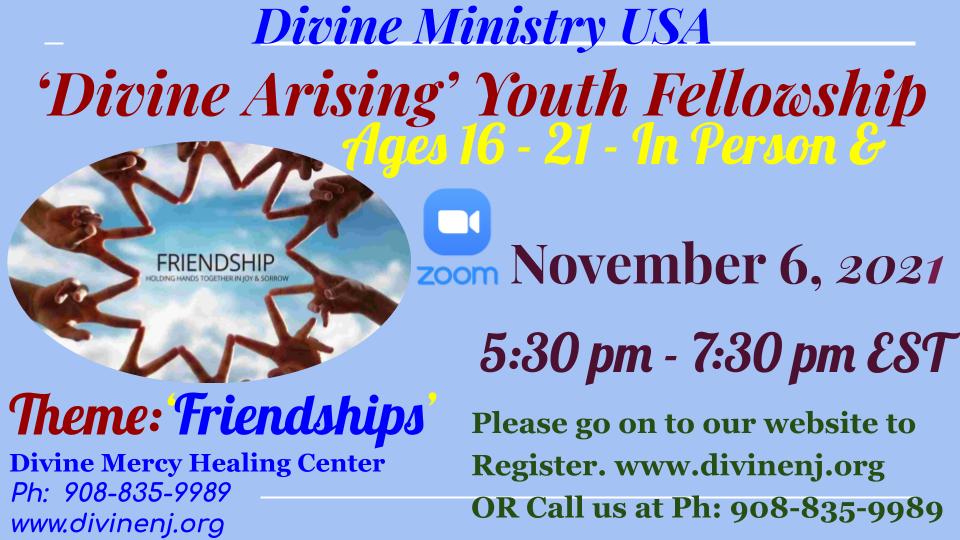 Divine Ministry USA
‘Divine Arising’ Youth Fellowship
Ages 16 - 21 - In Person &
zoom
FRIENDSHIP
HOLDING HANDS TOGETHER IN JOY & SORROW
November 6, 2021
5:30 pm - 7:30 pm EST
Theme: ‘Friendships’
Divine Mercy Healing Center
Ph: 908-835-9989
www.divinenj.org
Please go on to our website to
Register. www.divinenj.org
OR Call us at Ph: 908-835-9989